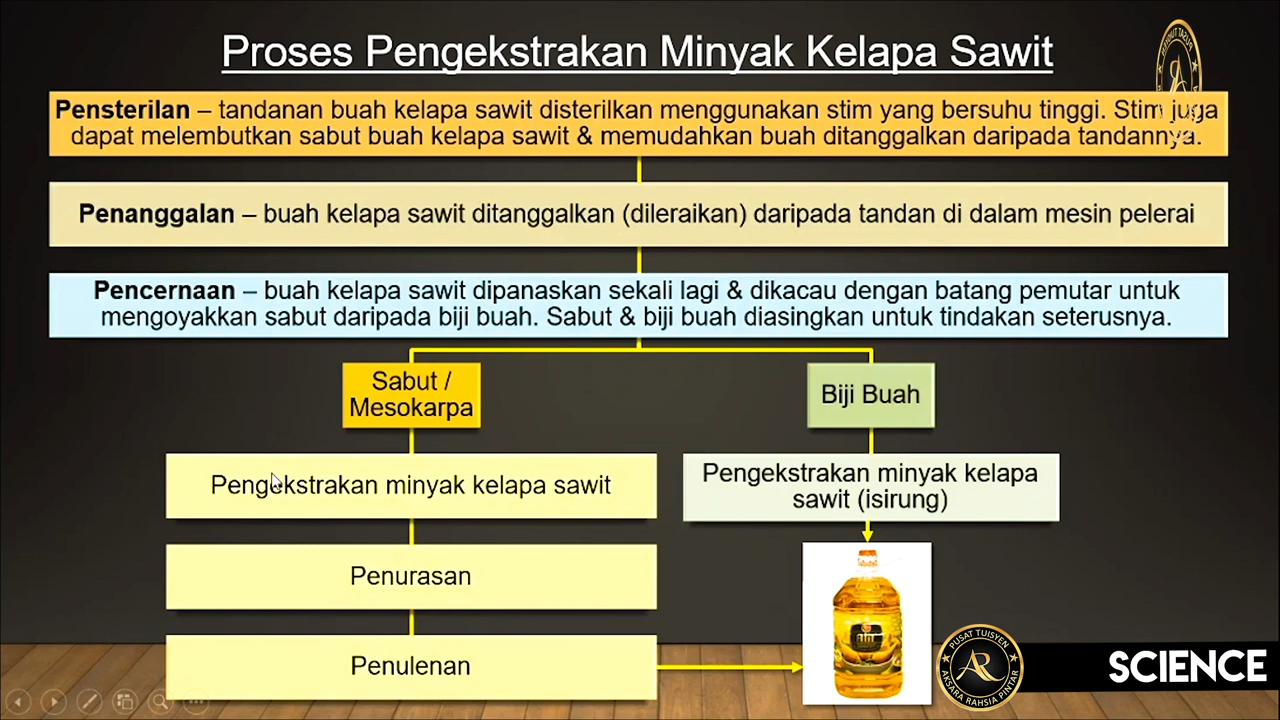 Proses Pengekstrakan Minyak Kelapa Sawit
Pensterilan – tandanan buah kelapa sawit disterilkan menggunakan stim yang bersuhu tinggi. Stim juga
dapat melembutkan sabut buah kelapa sawit & memudahkan buah ditanggalkan daripada tandannya.
Penanggalan – buah kelapa sawit ditanggalkan (dileraikan) daripada tandan di dalam mesin pelerai
Pencernaan – buah kelapa sawit dipanaskan sekali lagi & dikacau dengan batang pemutar untuk
mengoyakkan sabut daripada biji buah. Sabut & biji buah diasingkan untuk tindakan seterusnya.
Sabut /
Mesokarpa
Biji Buah
Pengekstrakan minyak kelapa sawit
Pengekstrakan minyak kelapa
sawit (isirung)
Penurasan
Penulenan
PUSAT TUISYEN
AR
AKSARA RAHSIA PINTAR
SCIENCE